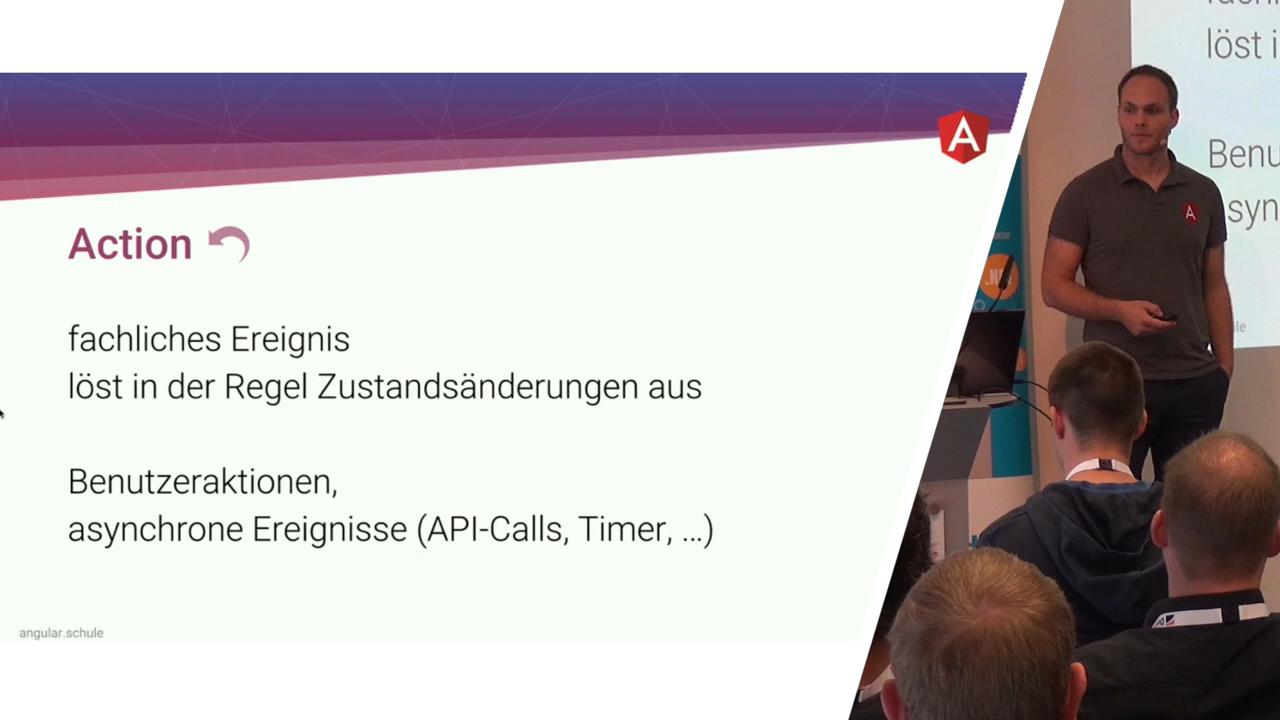 Action
fachliches Ereignis
löst in der Regel Zustandsänderungen aus
Benutzeraktionen,
asynchrone Ereignisse (API-Calls, Timer, ...)
angular.schule
A
löst i
Benu
asyn
A